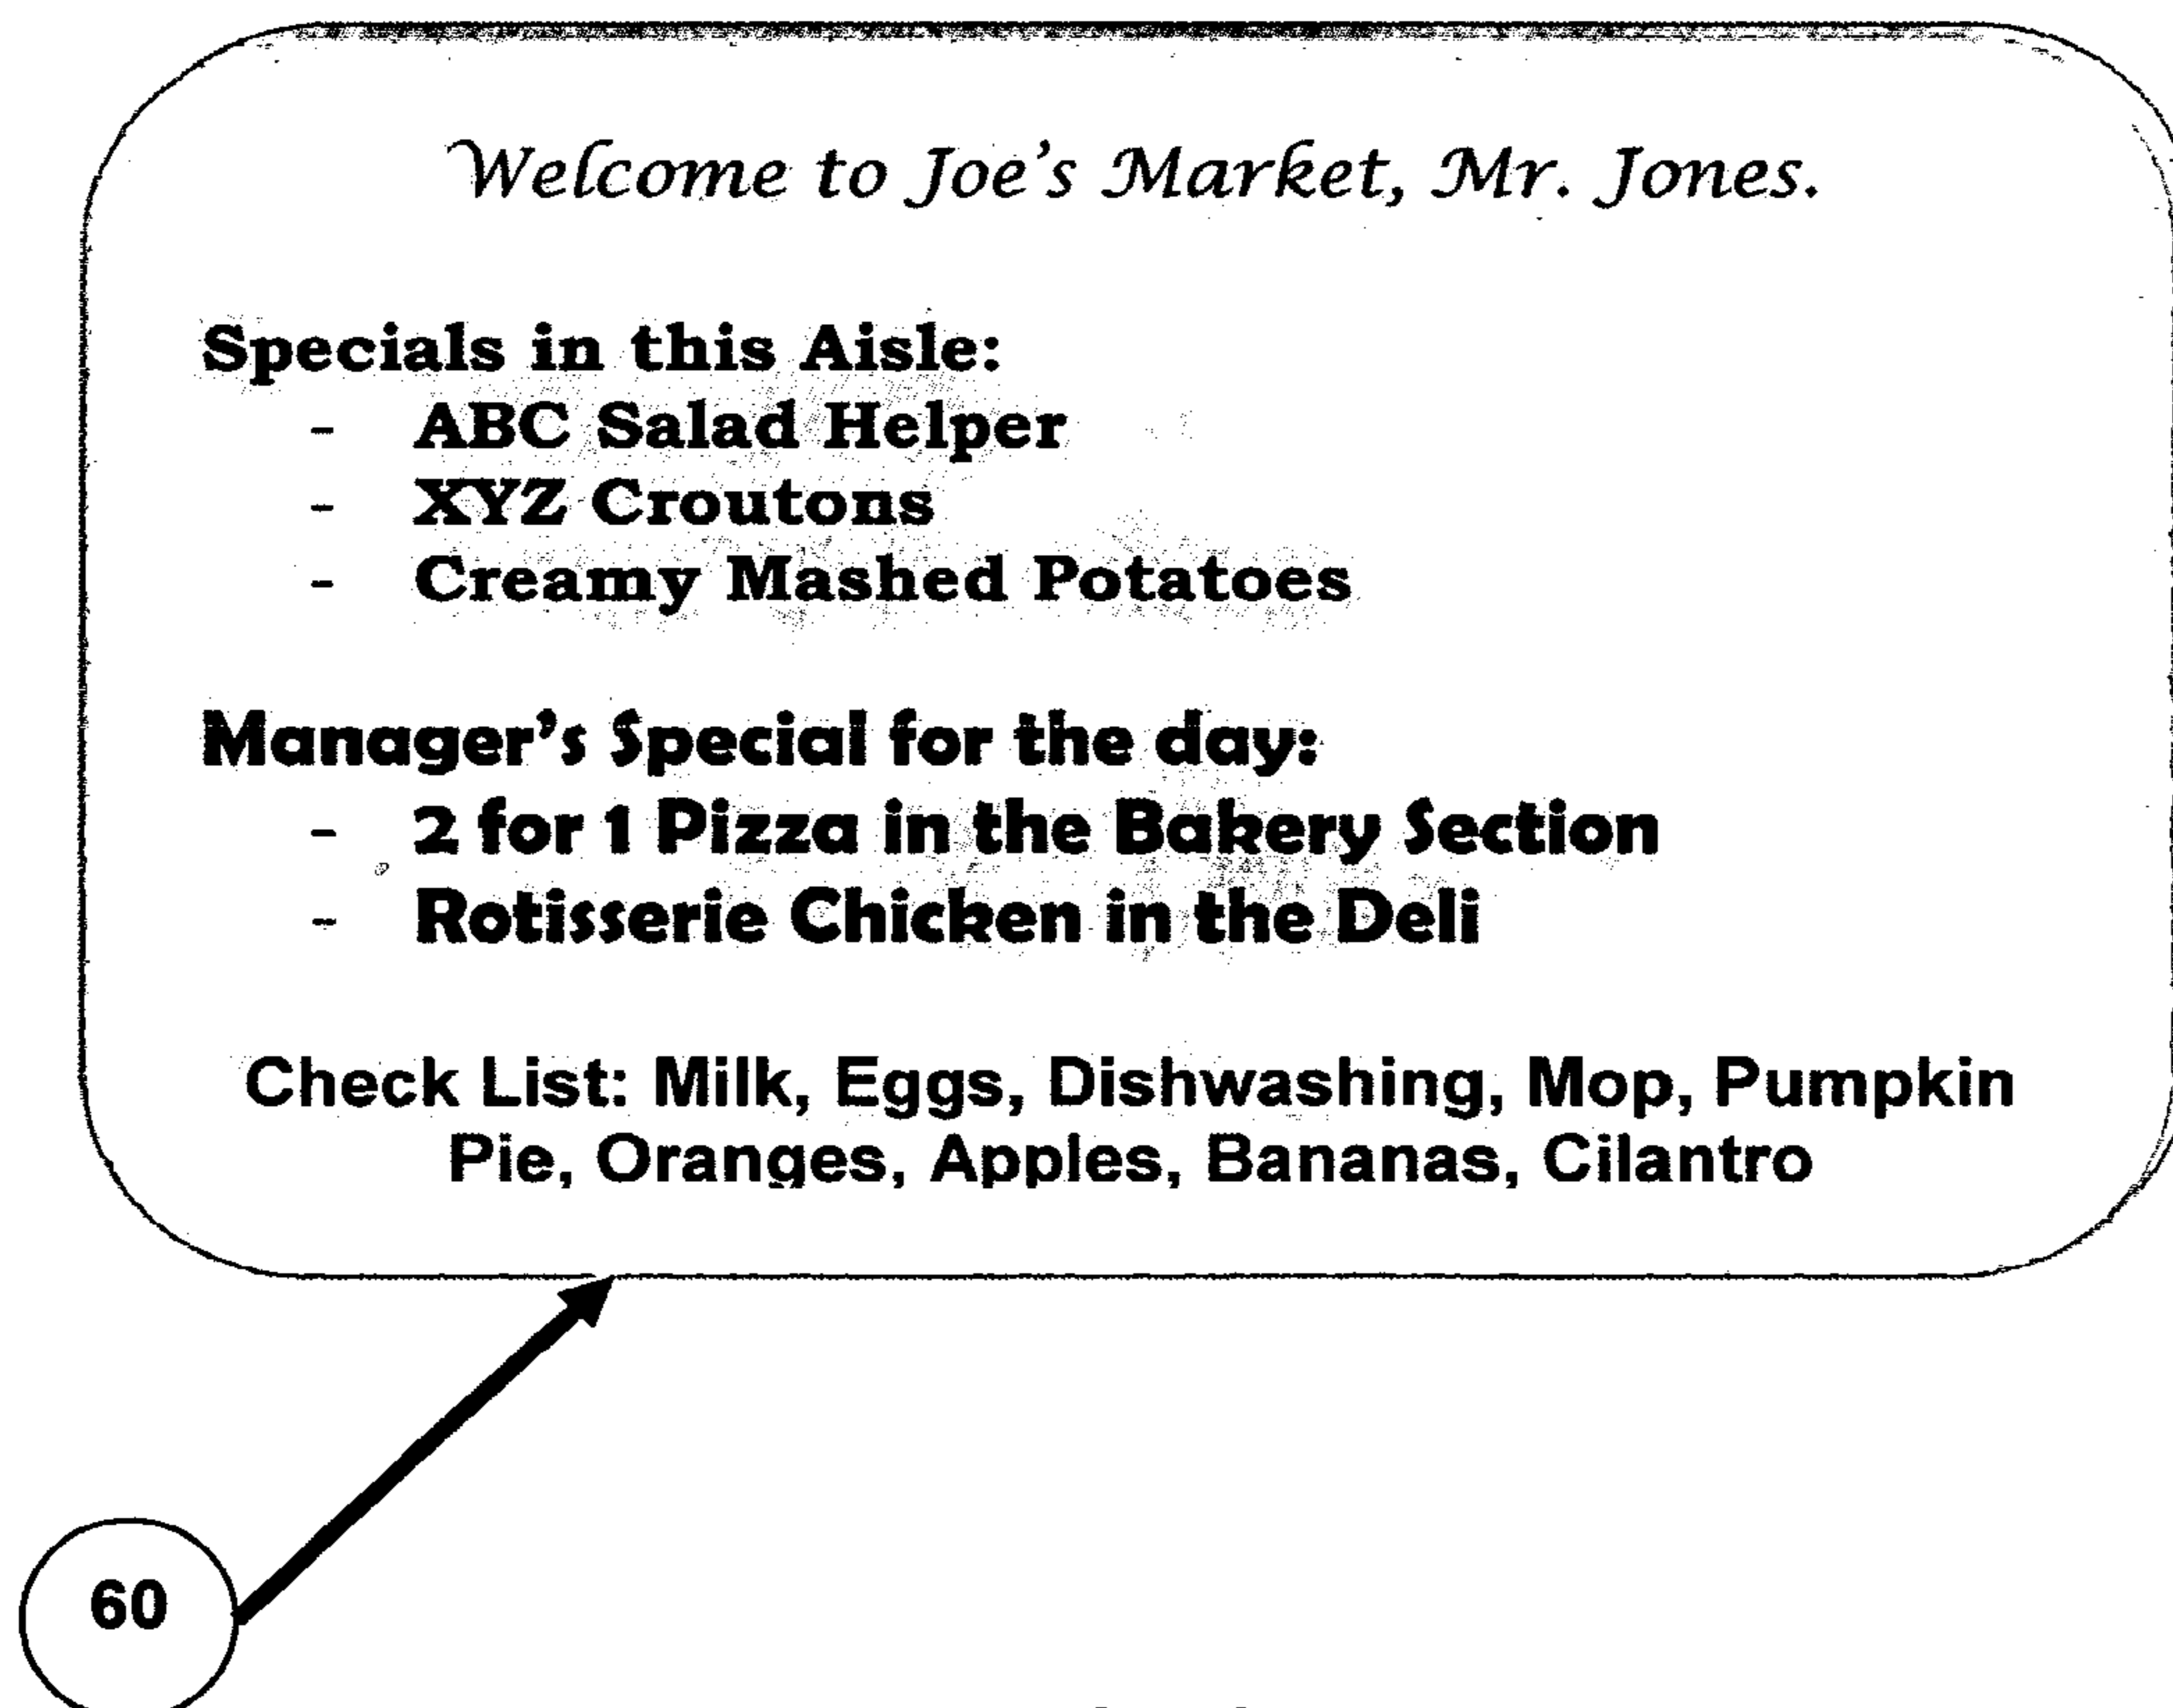 Welcome to Joe's Market, Mr. Jones.
Specials in this Aisle:
- ABC Salad Helper
- XYZ Croutons
- Creamy Mashed Potatoes
Manager's Special for the day:
- 2 for 1 Pizza in the Bakery Section
- Rotisserie Chicken in the Deli
Check List: Milk, Eggs, Dishwashing, Mop, Pumpkin
Pie, Oranges, Apples, Bananas, Cilantro
60